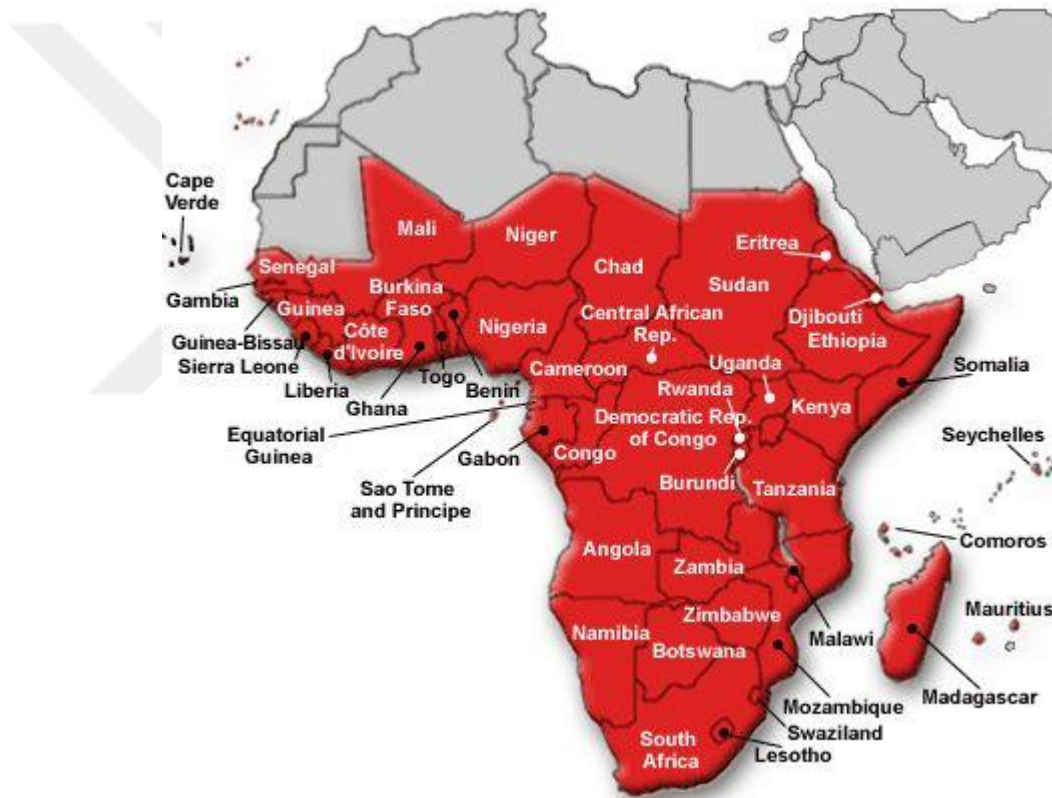 Cape
Verde
Mali
Niger
Eritrea
Chad
Sudan
Senegal
Gambia
Burkina
Faso
Guinea
Nigeria
Central African
Rep.
Djibouti
Ethiopia
Guinea-Bissau
Côte
d'Ivoire
Sierra Leone
Liberia
Togo
Benin
Cameroon
Uganda
Somalia
Ghana
Rwanda
Kenya
Democratic Rep.
of Congo
Equatorial
Guinea
Gabon
Congo
Seychelles
Burundi
Tanzania
Sao Tome
and Principe
Comoros
Angola
Zambia
Mauritius
Zimbabwe
Namibia
Malawi
Botswana
Madagascar
Mozambique
Swaziland
South
Africa
Lesotho